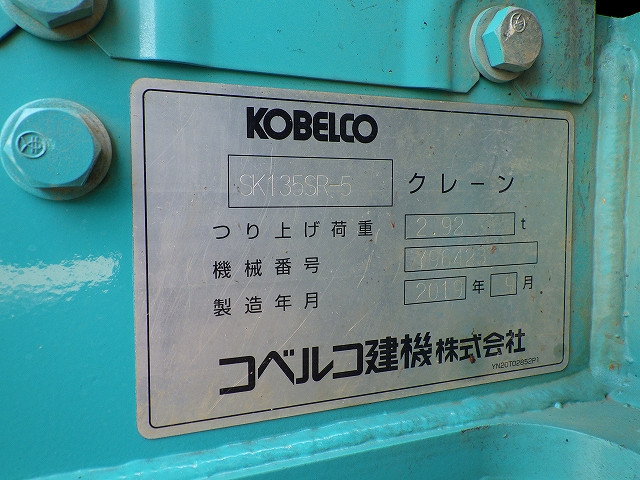 KOBELCO
SK135SR-5 クレーン
つり上げ荷重 2.92 t
機械番号
製造年月 年 月
コベルコ建機株式会社
YN20T02852P1